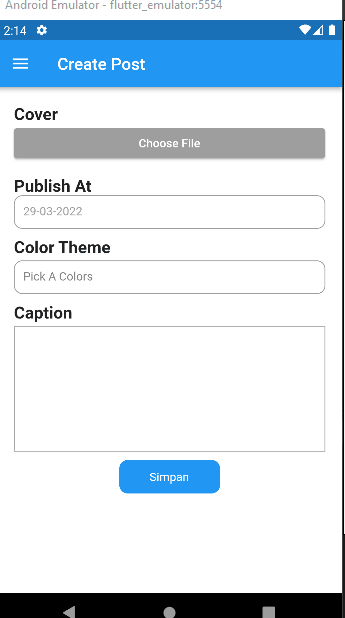 Android Emulator - flutter_emulator:5554
2:14
Create Post
Cover
Choose File
Publish At
29-03-2022
Color Theme
Pick A Colors
Caption
Simpan